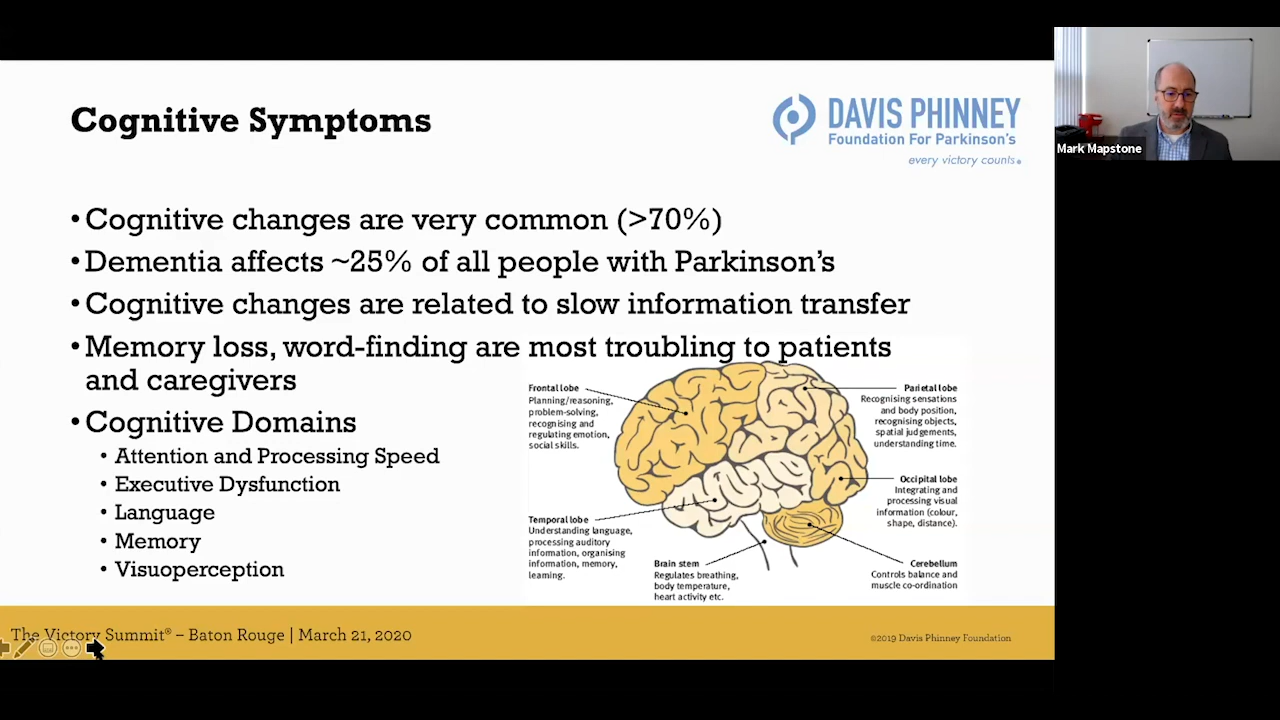 Cognitive Symptoms
DAVIS PHINNEY
Foundation For Parkinson's
every victory counts.
Mark Mapstone
• Cognitive changes are very common (>70%)
• Dementia affects ~25% of all people with Parkinson's
• Cognitive changes are related to slow information transfer
• Memory loss, word-finding are most troubling to patients
and caregivers
• Cognitive Domains
• Attention and Processing Speed
• Executive Dysfunction
• Language
• Memory
• Visuoperception
Frontal lobe
Planning/reasoning,
problem-solving,
recognising and
regulating emotion,
social skills.
Parietal lobe
Recognising sensations
and body position,
recognising objects,
spatial judgements,
understanding time.
Occipital lobe
Integrating and
processing visual
information (colour,
shape, distance).
Temporal lobe
Understanding language,
processing auditory
information, organising
information, memory,
learning.
Brain stem
Regulates breathing,
body temperature,
heart activity etc.
Cerebellum
Controls balance and
muscle co-ordination
The Victory Summit® – Baton Rouge | March 21, 2020
©2019 Davis Phinney Foundation